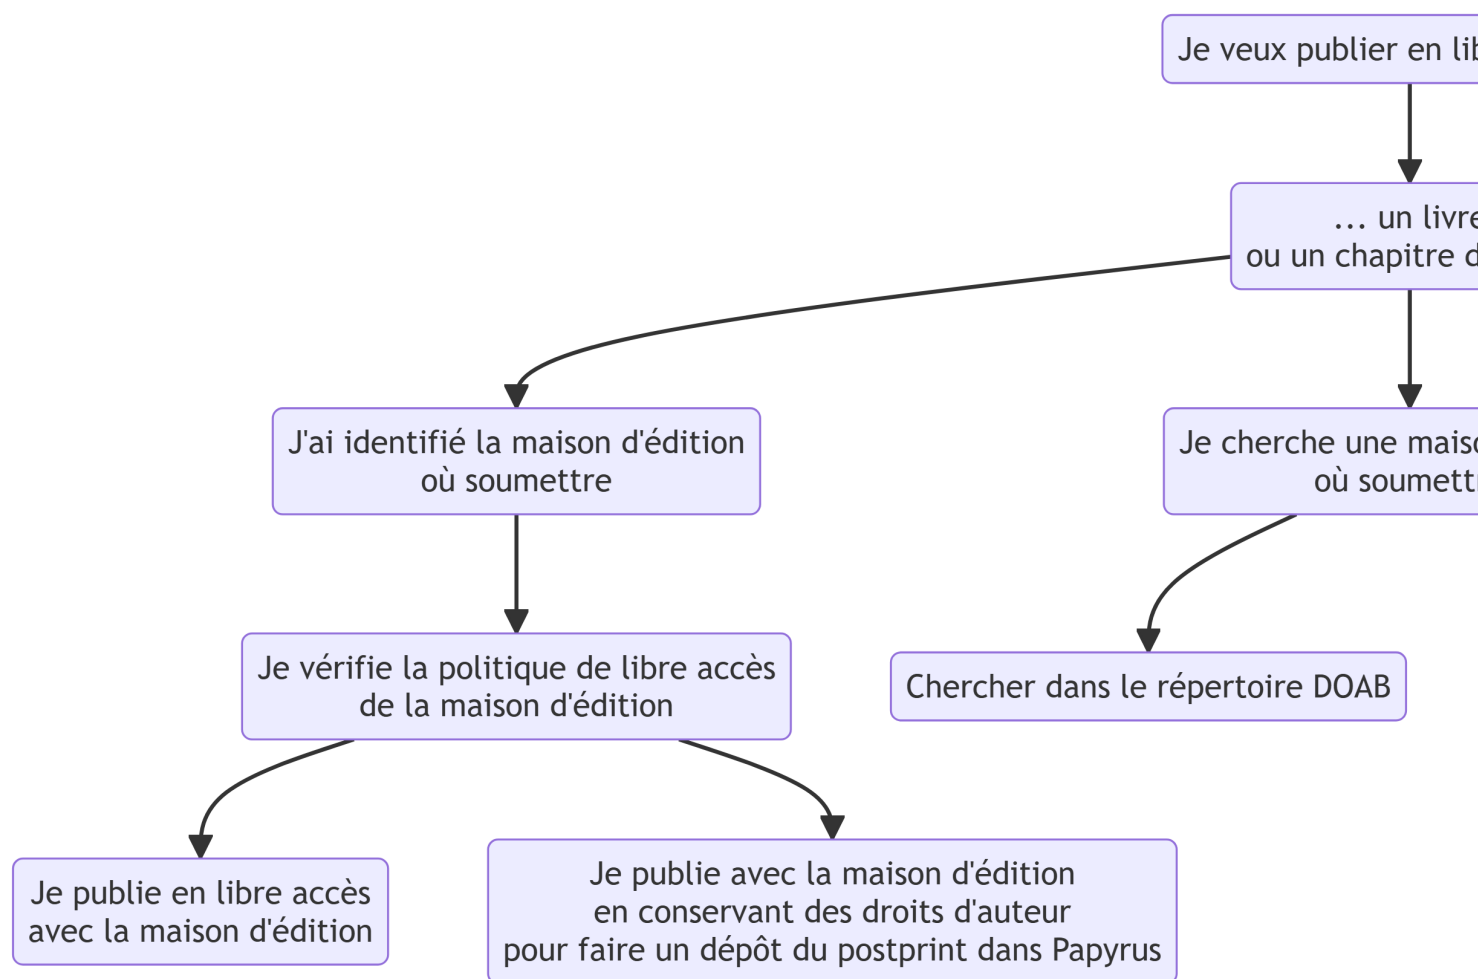 Je veux publier en
... un livre
ou un chapitre
J'ai identifié la maison d'édition
où soumettre
Je cherche une
où
Je vérifie la politique de libre accès
de la maison d'édition
Chercher dans le répertoire DOAB
Je publie en libre accès
avec la maison d'édition
Je publie avec la maison d'édition
en conservant des droits d'auteur
pour faire un dépôt du postprint dans Papyrus